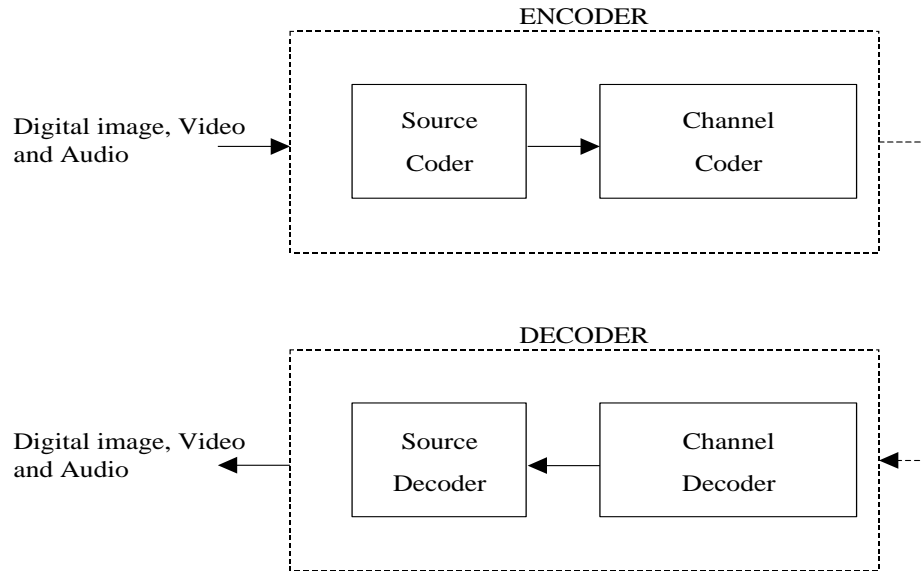 ENCODER
Digital image, Video
and Audio
Source
Coder
Channel
Coder
DECODER
Digital image, Video
and Audio
Source
Decoder
Channel
Decoder